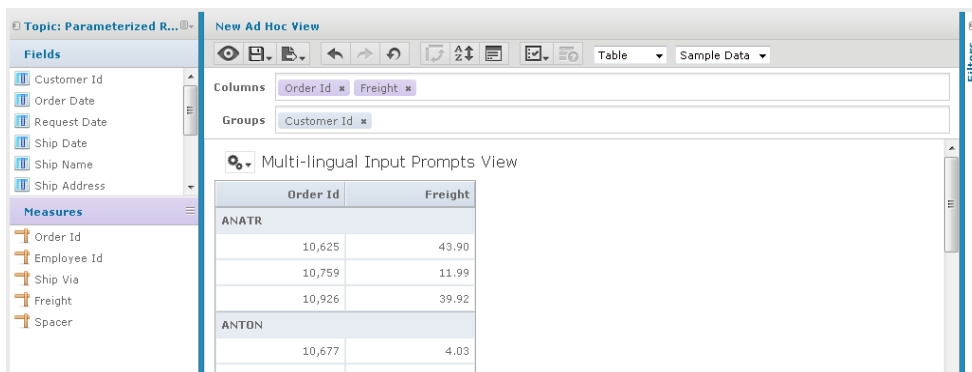 Topic: Parameterized R...
New Ad Hoc View
Fields
Table
Sample Data
Customer Id
Order Date
Request Date
Ship Date
Ship Name
Ship Address
Columns
Order Id
Freight
Groups
Customer Id
Multi-lingual Input Prompts View
Order Id Freight
ANATR
10,625 43.90
10,759 11.99
10,926 39.92
ANTON
10,677 4.03
Measures
Order Id
Employee Id
Ship Via
Freight
Spacer
Filters